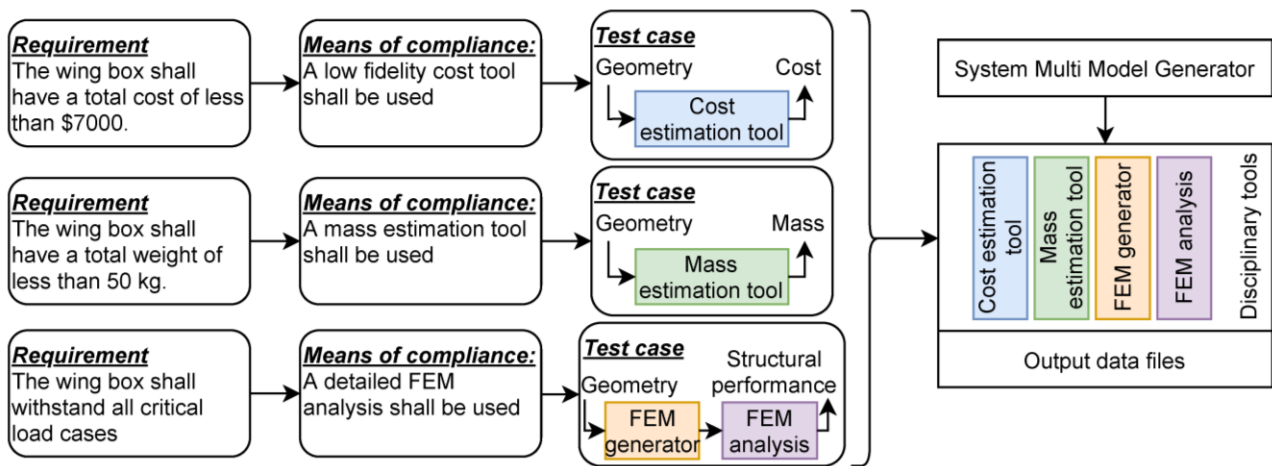 Requirement
The wing box shall
have a total cost of less
than $7000.
Means of compliance:
A low fidelity cost tool
shall be used
Test case
Geometry
Cost
Cost
estimation tool
Requirement
The wing box shall
have a total weight of
less than 50 kg.
Means of compliance:
A mass estimation tool
shall be used
Test case
Geometry
Mass
Mass
estimation tool
Requirement
The wing box shall
withstand all critical
load cases
Means of compliance:
A detailed FEM
analysis shall be used
Test case
Geometry
Structural
performance
FEM
generator
FEM
analysis
System Multi Model Generator
Cost estimation
tool
Mass
estimation tool
FEM generator
FEM analysis
Disciplinary tools
Output data files